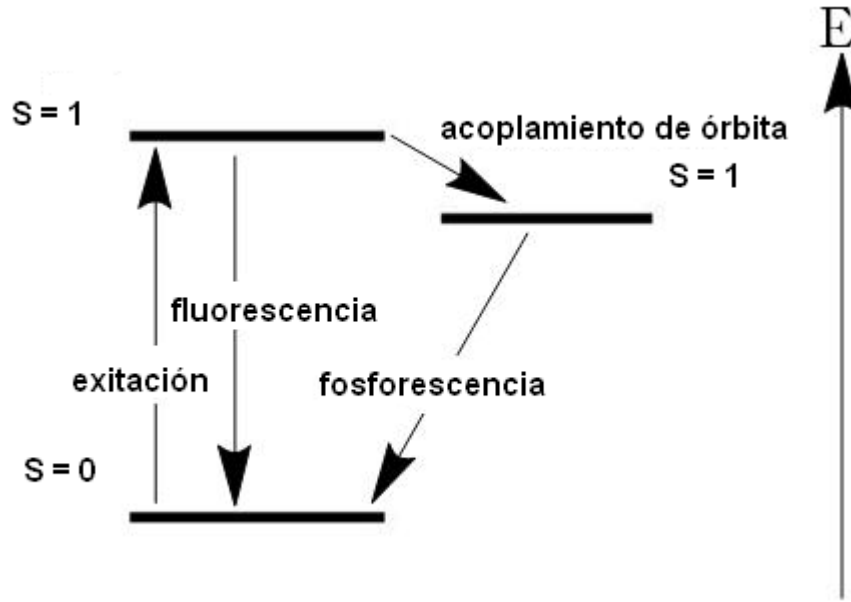 E
S = 1
acoplamiento de órbita
S = 1
fluorescencia
exitación
fosforescencia
S = 0